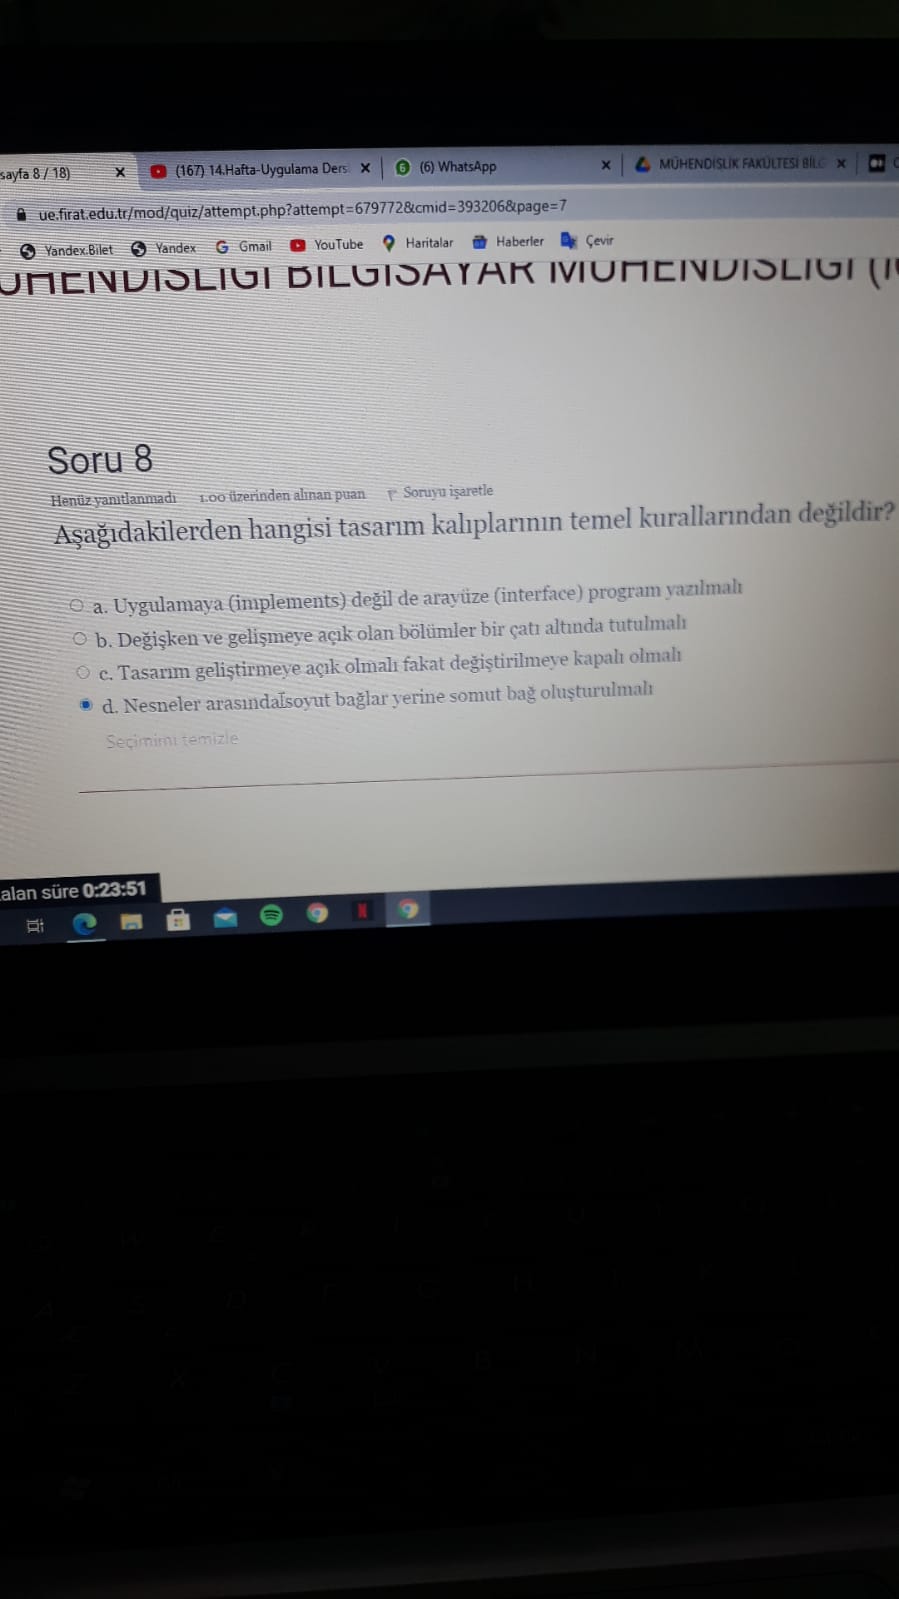 sayfa 8 / 18)
(167) 14.Hafta-Uygulama Ders
6
(6) WhatsApp
MÜHENDİSLİK FAKÜLTESİ BİLG
ue.firat.edu.tr/mod/quiz/attempt.php?attempt=679772&cmid=393206&page=7
Yandex.Bilet
Yandex
Gmail
YouTube
Haritalar
Haberler
Çevir
ÜHENDİSLİĞİ BİLGİSAYAR MÜHENDİSLİĞİ
Soru 8
Henüz yanıtlanmadı
1.00 üzerinden alınan puan
Soruyu işaretle
Aşağıdakilerden hangisi tasarım kalıplarının temel kurallarından değildir?
a. Uygulamaya (implements) değil de arayüze (interface) program yazılmalı
b. Değişken ve gelişmeye açık olan bölümler bir çatı altında tutulmalı
c. Tasarım geliştirmeye açık olmalı fakat değiştirilmeye kapalı olmalı
d. Nesneler arasında soyut bağlar yerine somut bağ oluşturulmalı
Seçimimi temizle
alan süre 0:23:51